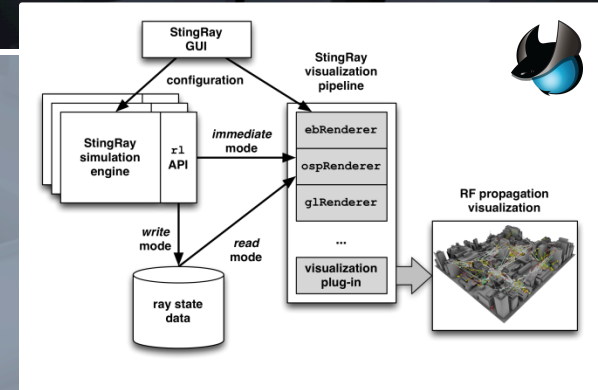 StingRay
GUI
configuration
StingRay
visualization
pipeline
StingRay
simulation
engine
rl
API
immediate
mode
ebRenderer
ospRenderer
glRenderer
...
visualization
plug-in
write
mode
read
mode
ray state
data
RF propagation
visualization